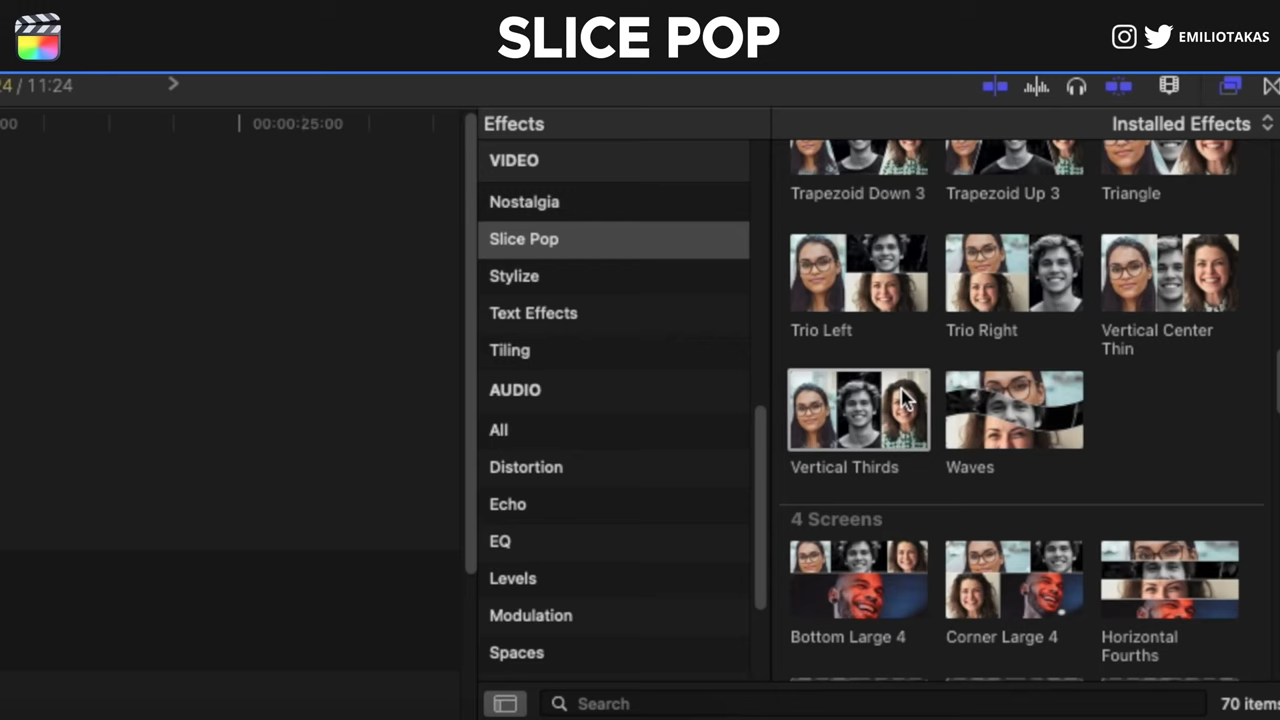 SLICE POP
EMILIOTAKAS
24 / 11:24
00
00:00:25:00
Effects
Installed Effects
VIDEO
Nostalgia
Slice Pop
Stylize
Text Effects
Tiling
AUDIO
All
Distortion
Echo
EQ
Levels
Modulation
Spaces
Trapezoid Down 3
Trapezoid Up 3
Triangle
Trio Left
Trio Right
Vertical Center
Thin
Vertical Thirds
Waves
4 Screens
Bottom Large 4
Corner Large 4
Horizontal
Fourths
Search
70 items